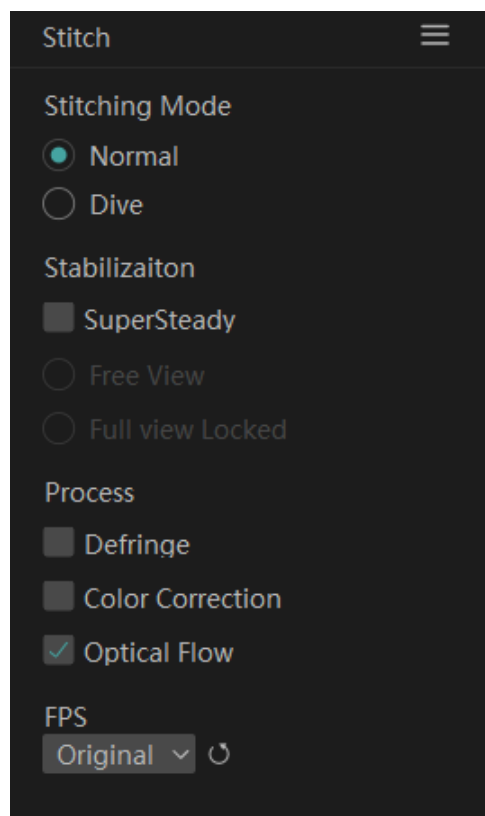 Stitch
Stitching Mode
Normal
Dive
Stabilizaiton
SuperSteady
Free View
Full view Locked
Process
Defringe
Color Correction
Optical Flow
FPS
Original